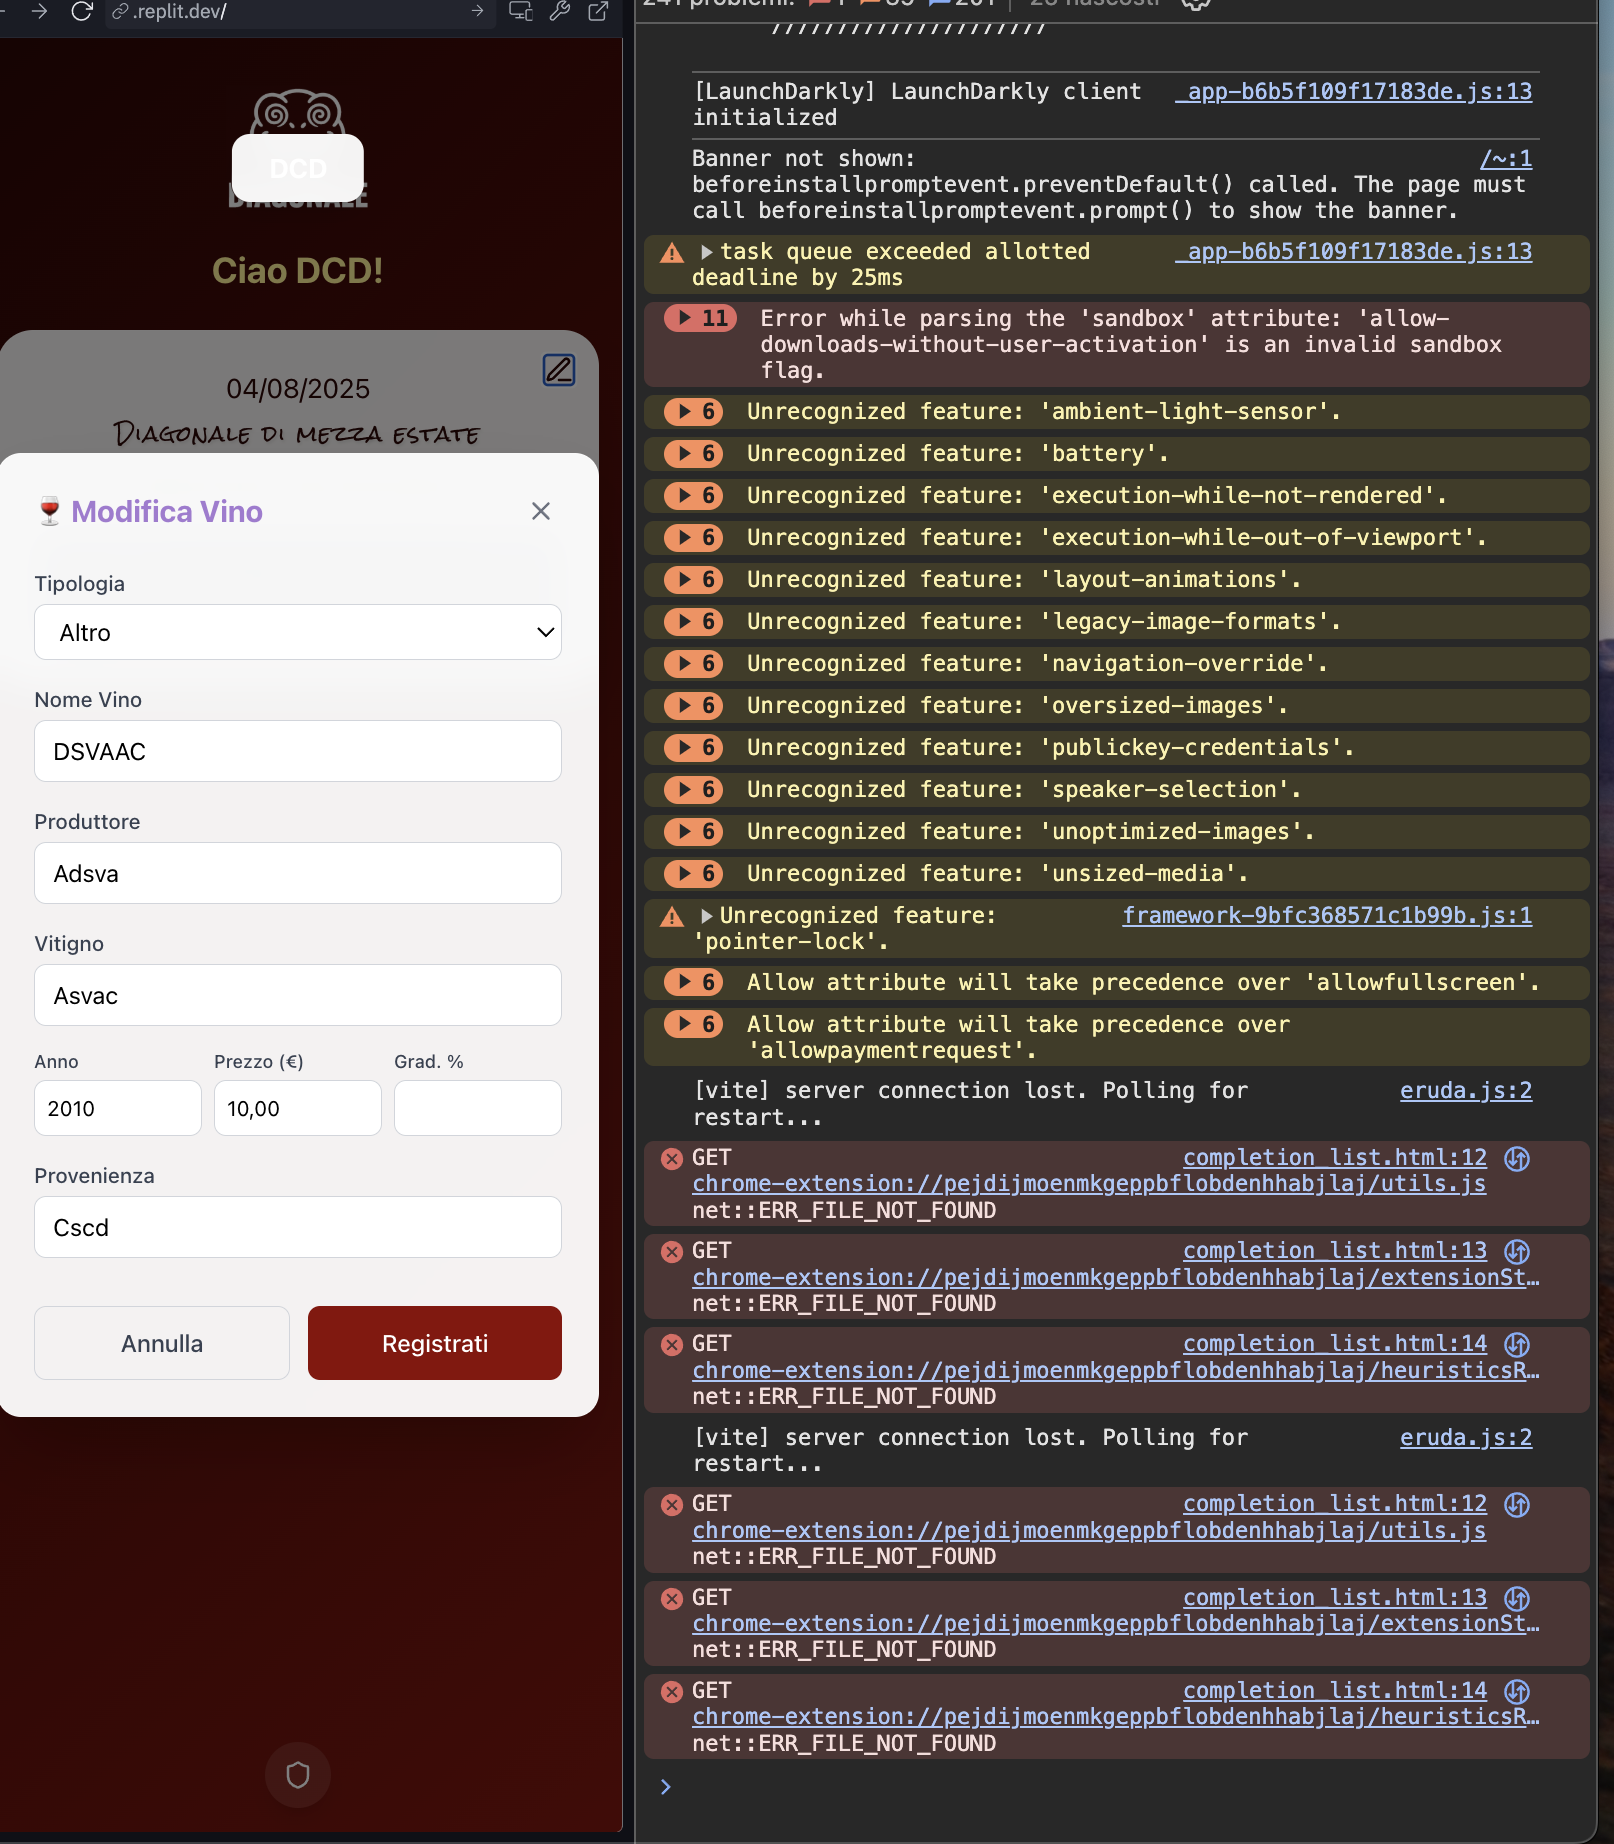 .replit.dev/
DCD
DIAGONALE
Ciao DCD!
04/08/2025
Diagonale di mezza estate
🍷 Modifica Vino
Tipologia
Altro
Nome Vino
DSVAAC
Produttore
Adsva
Vitigno
Asvac
Anno Prezzo (€) Grad. %
2010 10,00
Provenienza
Cscd
Annulla Registrati
[LaunchDarkly] LaunchDarkly client _app-b6b5f109f17183de.js:13
initialized
Banner not shown: /~:1
beforeinstallpromptevent.preventDefault() called. The page must
call beforeinstallpromptevent.prompt() to show the banner.
task queue exceeded allotted _app-b6b5f109f17183de.js:13
deadline by 25ms
11 Error while parsing the 'sandbox' attribute: 'allow-
downloads-without-user-activation' is an invalid sandbox
flag.
6 Unrecognized feature: 'ambient-light-sensor'.
6 Unrecognized feature: 'battery'.
6 Unrecognized feature: 'execution-while-not-rendered'.
6 Unrecognized feature: 'execution-while-out-of-viewport'.
6 Unrecognized feature: 'layout-animations'.
6 Unrecognized feature: 'legacy-image-formats'.
6 Unrecognized feature: 'navigation-override'.
6 Unrecognized feature: 'oversized-images'.
6 Unrecognized feature: 'publickey-credentials'.
6 Unrecognized feature: 'speaker-selection'.
6 Unrecognized feature: 'unoptimized-images'.
6 Unrecognized feature: 'unsized-media'.
Unrecognized feature: framework-9bfc368571c1b99b.js:1
'pointer-lock'.
6 Allow attribute will take precedence over 'allowfullscreen'.
6 Allow attribute will take precedence over
'allowpaymentrequest'.
[vite] server connection lost. Polling for eruda.js:2
restart...
GET completion_list.html:12
chrome-extension://pejdijmoenmkgeppbflobdenhhabjlaj/utils.js
net::ERR_FILE_NOT_FOUND
GET completion_list.html:13
chrome-extension://pejdijmoenmkgeppbflobdenhhabjlaj/extensionSt…
net::ERR_FILE_NOT_FOUND
GET completion_list.html:14
chrome-extension://pejdijmoenmkgeppbflobdenhhabjlaj/heuristicsR…
net::ERR_FILE_NOT_FOUND
[vite] server connection lost. Polling for eruda.js:2
restart...
GET completion_list.html:12
chrome-extension://pejdijmoenmkgeppbflobdenhhabjlaj/utils.js
net::ERR_FILE_NOT_FOUND
GET completion_list.html:13
chrome-extension://pejdijmoenmkgeppbflobdenhhabjlaj/extensionSt…
net::ERR_FILE_NOT_FOUND
GET completion_list.html:14
chrome-extension://pejdijmoenmkgeppbflobdenhhabjlaj/heuristicsR…
net::ERR_FILE_NOT_FOUND